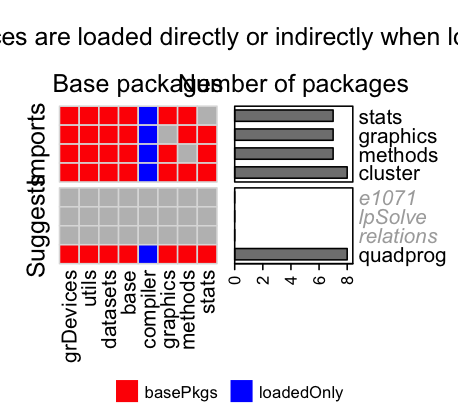 ces are loaded directly or indirectly when lo
Base packages
Number of packages
Imports
stats
graphics
methods
cluster
Suggests
e1071
lpSolve
relations
quadprog
grDevices
utils
datasets
base
compiler
graphics
methods
stats
0
2
4
6
8
basePkgs
loadedOnly